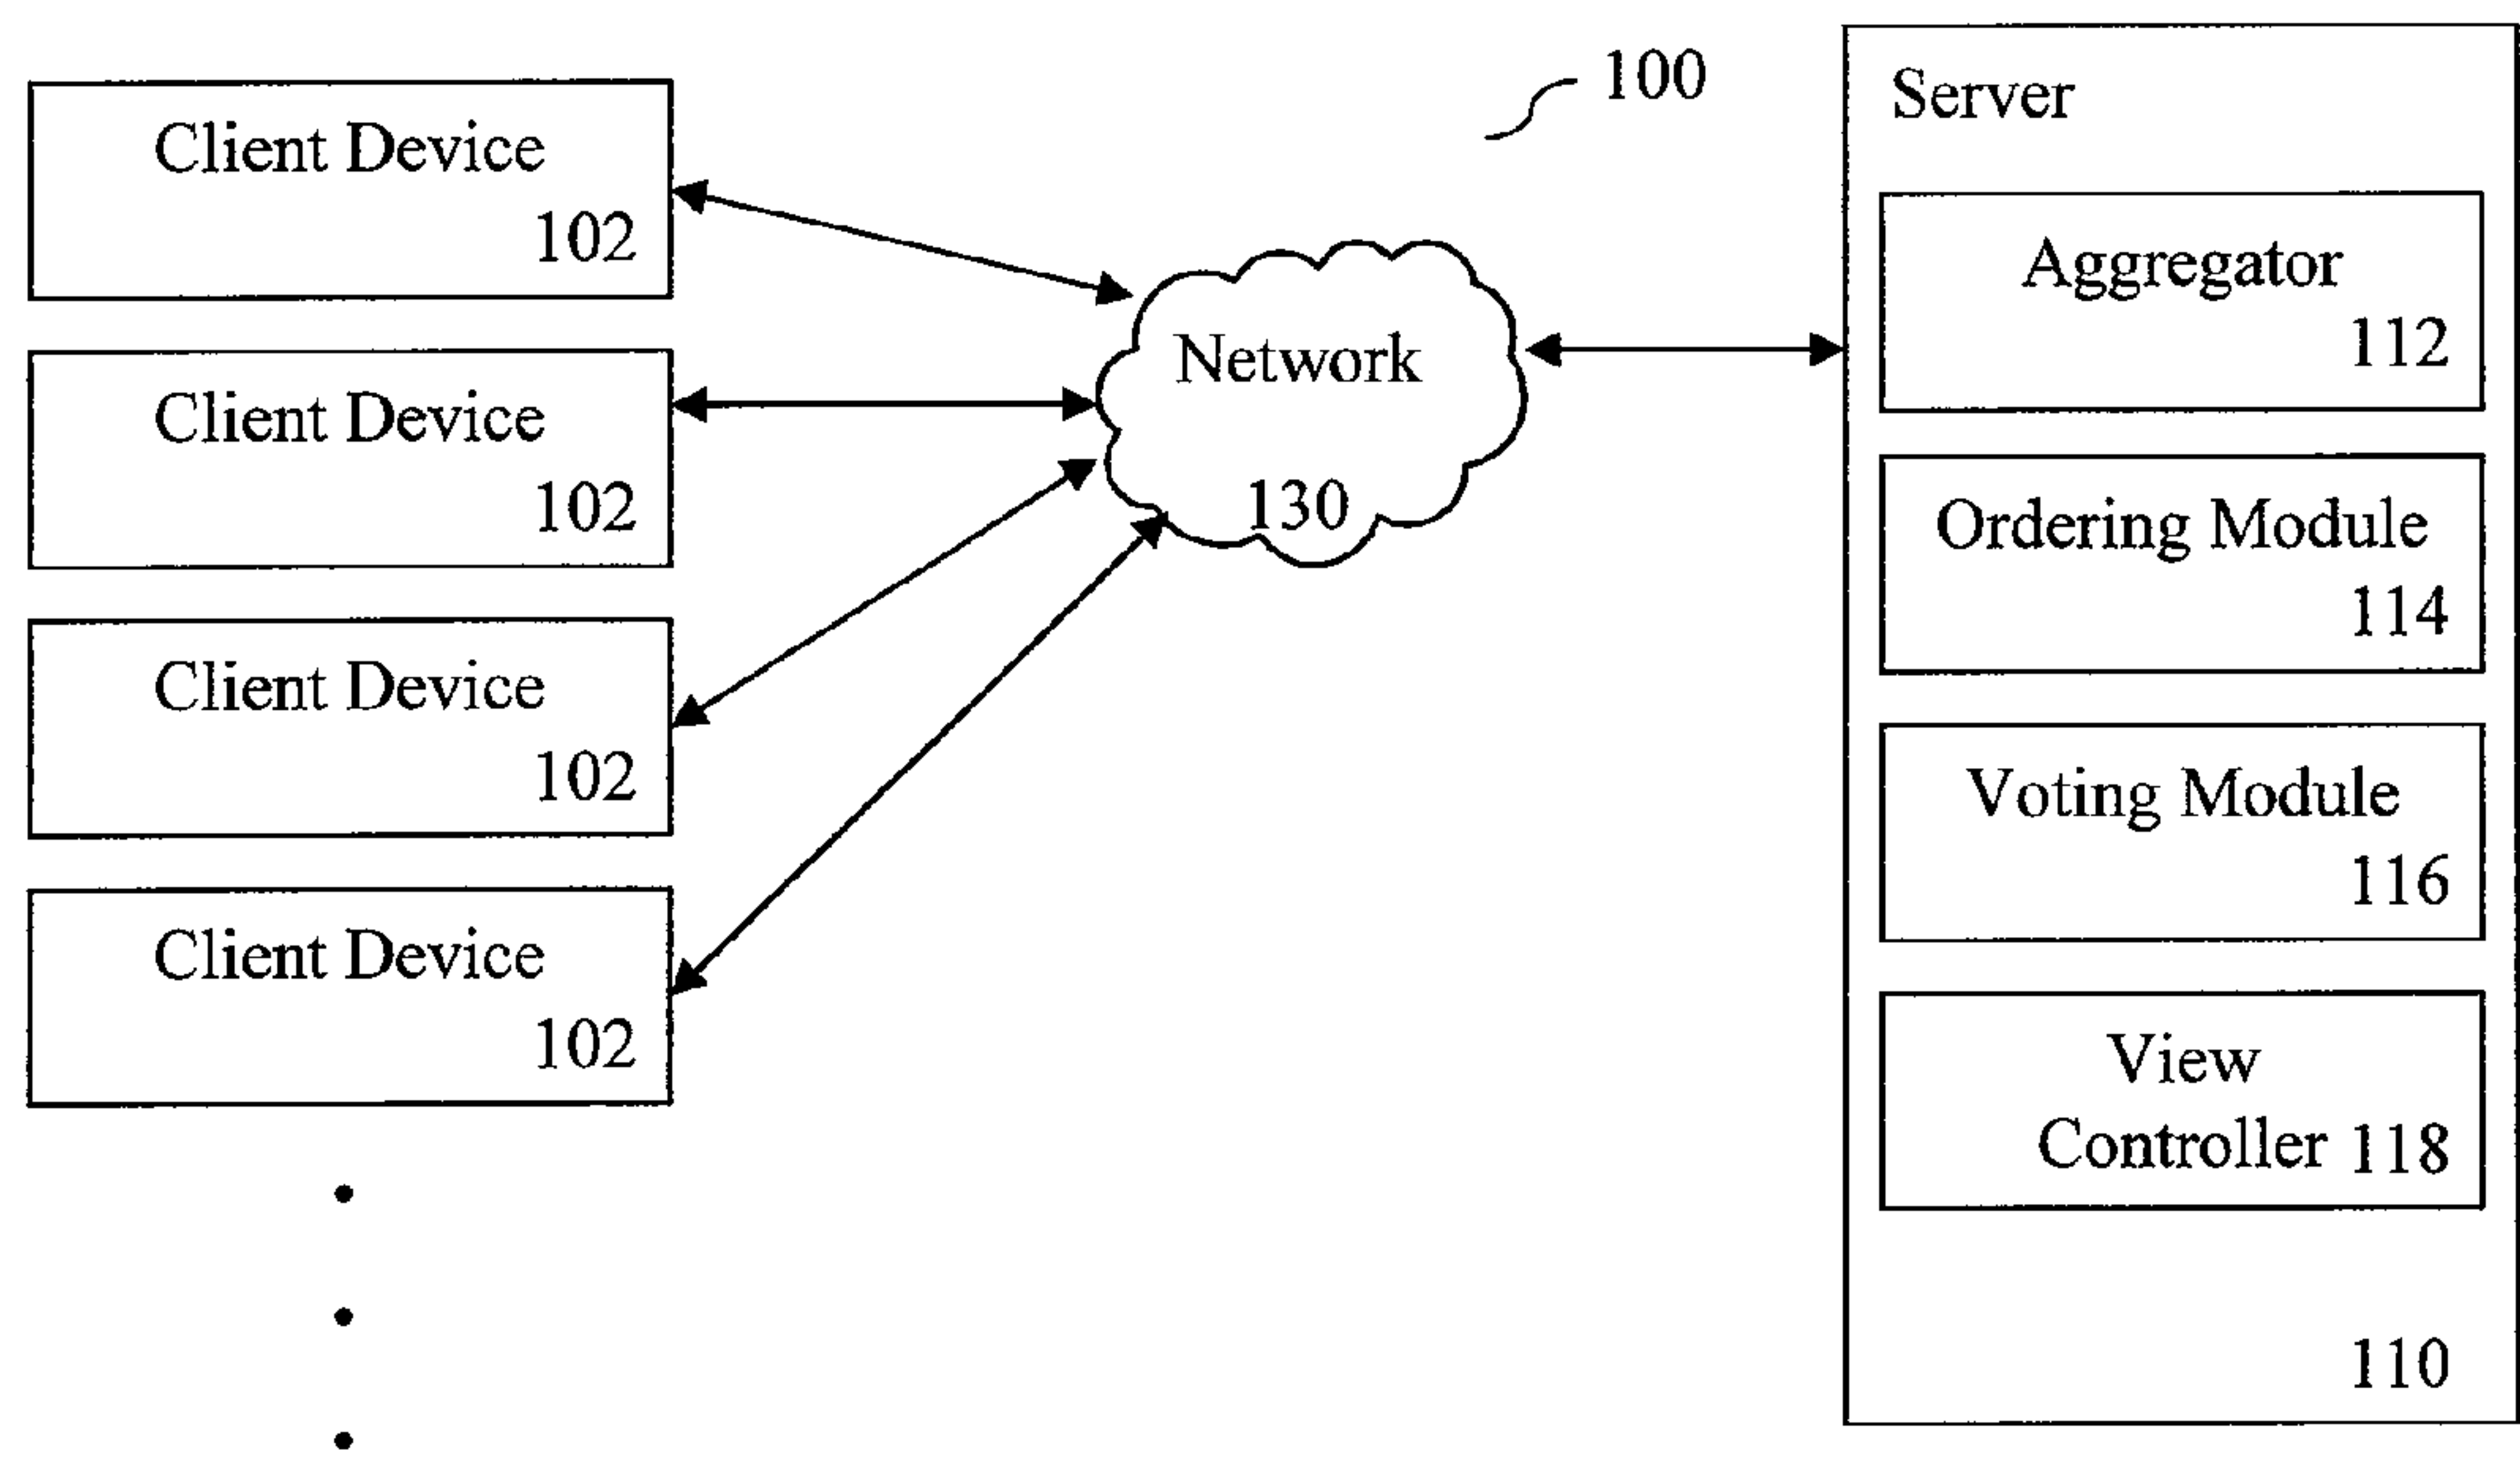 Client Device
102
Client Device
102
Client Device
102
Client Device
102
100
Network
130
Server
Aggregator
112
Ordering Module
114
Voting Module
116
View
Controller 118
110